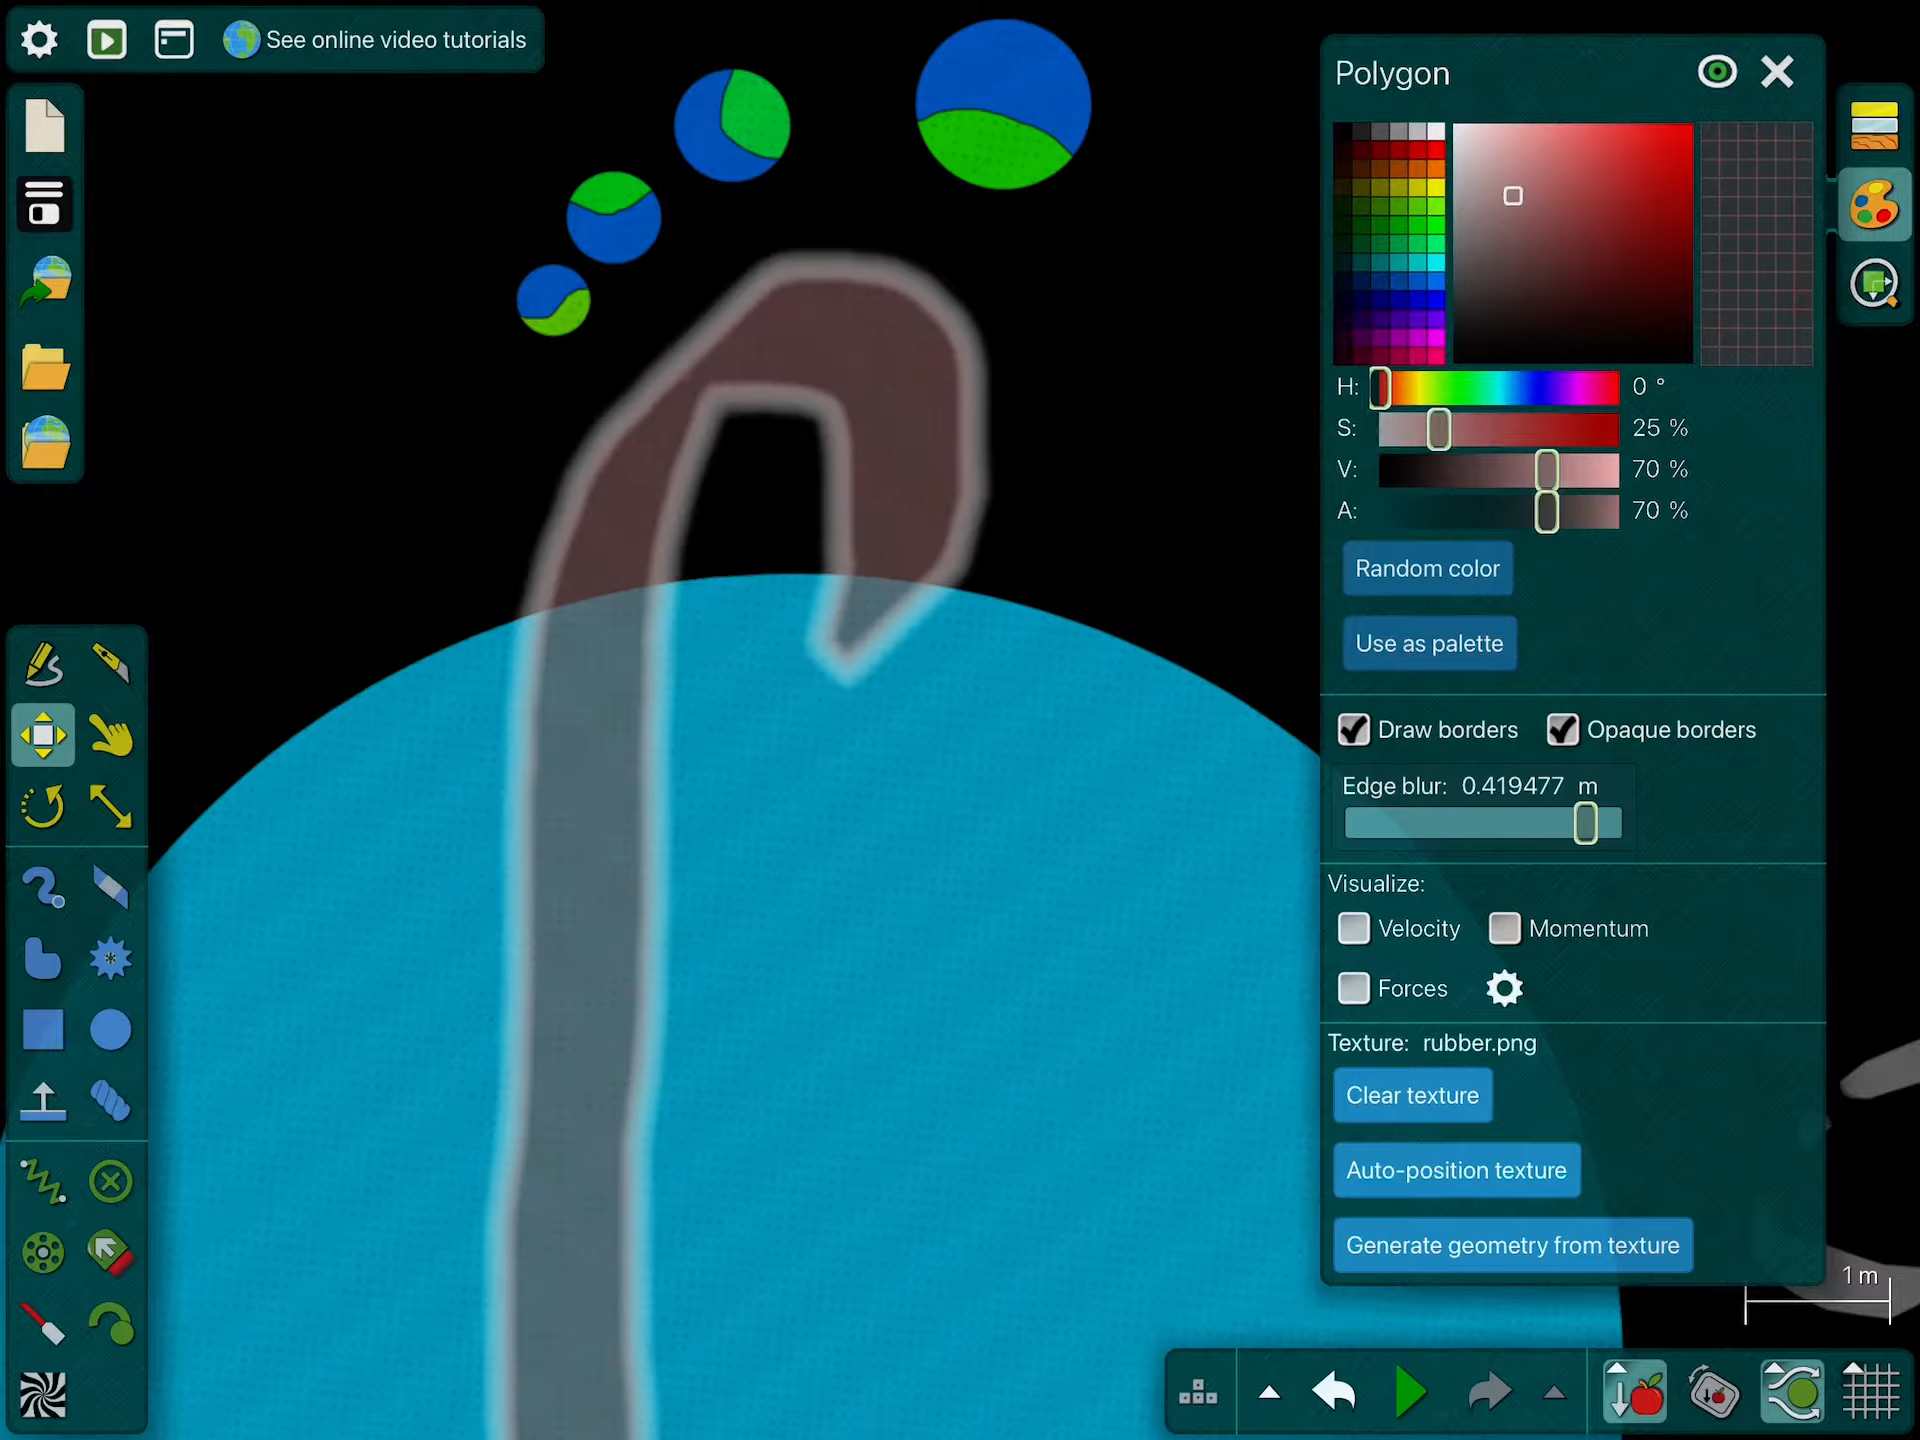 See online video tutorials
Polygon
H: 0 °
S: 25 %
V: 70 %
A: 70 %
Random color
Use as palette
Draw borders Opaque borders
Edge blur: 0.419477 m
Visualize:
Velocity Momentum
Forces
Texture: rubber.png
Clear texture
Auto-position texture
Generate geometry from texture
1 m